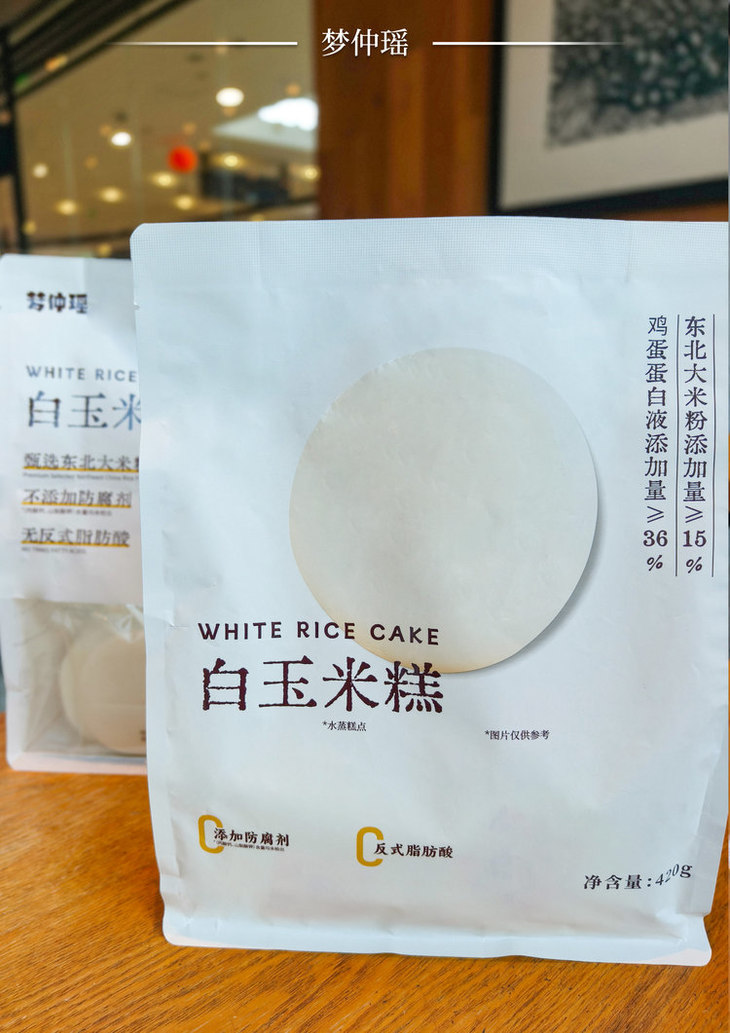 梦仲瑶
梦仲瑶
WHITE RICE
白玉米
甄选东北大米
不添加防腐剂
无反式脂肪酸
东北大米粉添加量≥15%
鸡蛋蛋白液添加量≥36%
WHITE RICE CAKE
白玉米糕
*水蒸糕点
*图片仅供参考
0添加防腐剂
0反式脂肪酸
净含量:420g